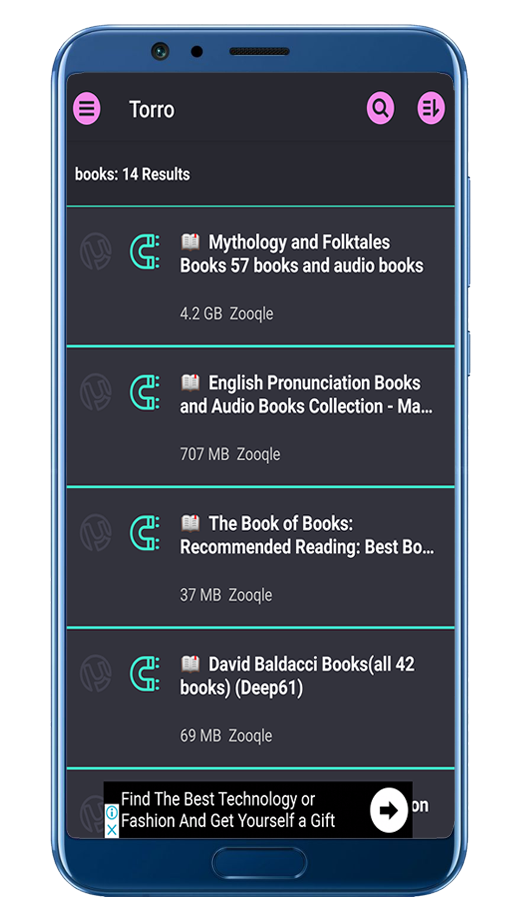 Torro
books: 14 Results
Mythology and Folktales
Books 57 books and audio books
4.2 GB Zooqle
English Pronunciation Books
and Audio Books Collection - Ma...
707 MB Zooqle
The Book of Books:
Recommended Reading: Best Bo...
37 MB Zooqle
David Baldacci Books(all 42
books) (Deep61)
69 MB Zooqle
on
Find The Best Technology or
Fashion And Get Yourself a Gift